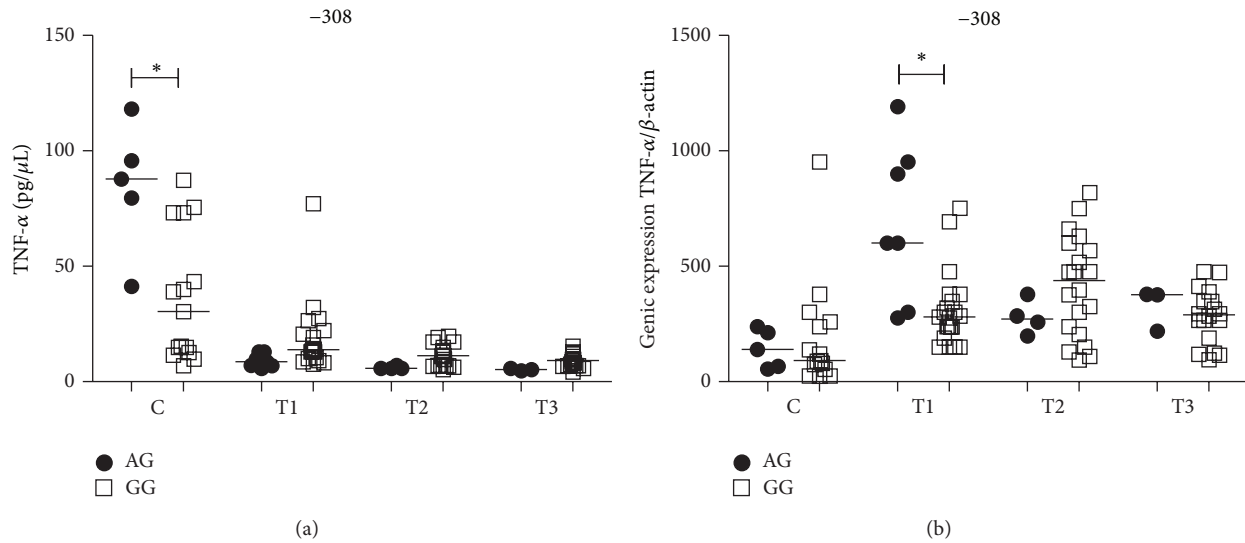 −308
150
100
50
0
TNF-α (pg/μL)
*
C
T1
T2
T3
AG
GG
(a)
−308
1500
1000
500
0
Genic expression TNF-α/β-actin
*
C
T1
T2
T3
AG
GG
(b)